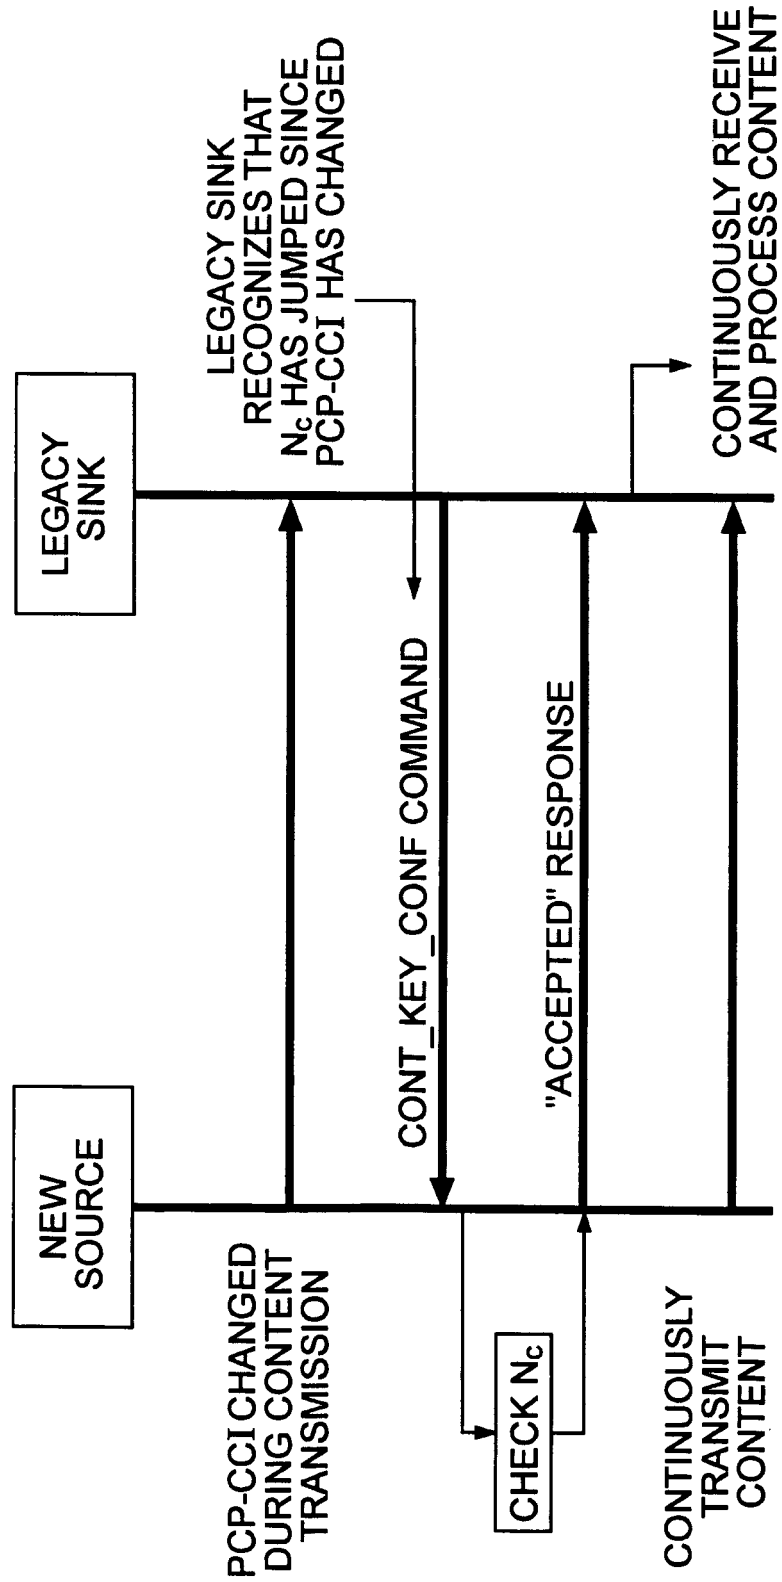 NEW
SOURCE
LEGACY
SINK
PCP-CCI CHANGED
DURING CONTENT
TRANSMISSION
LEGACY SINK
RECOGNIZES THAT
Nc HAS JUMPED SINCE
PCP-CCI HAS CHANGED
CONT_KEY_CONF COMMAND
CHECK Nc
"ACCEPTED" RESPONSE
CONTINUOUSLY
TRANSMIT
CONTENT
CONTINUOUSLY RECEIVE
AND PROCESS CONTENT